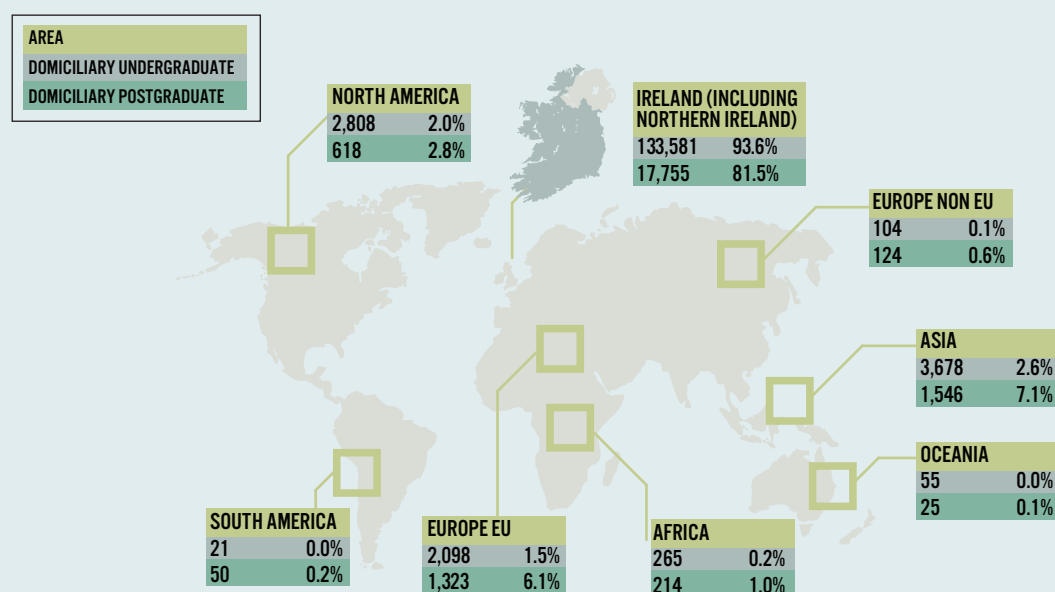 AREA
DOMICILIARY UNDERGRADUATE
DOMICILIARY POSTGRADUATE
NORTH AMERICA
2,808 2.0%
618 2.8%
IRELAND (INCLUDING
NORTHERN IRELAND)
133,581 93.6%
17,755 81.5%
EUROPE NON EU
104 0.1%
124 0.6%
ASIA
3,678 2.6%
1,546 7.1%
OCEANIA
55 0.0%
25 0.1%
SOUTH AMERICA
21 0.0%
50 0.2%
EUROPE EU
2,098 1.5%
1,323 6.1%
AFRICA
265 0.2%
214 1.0%